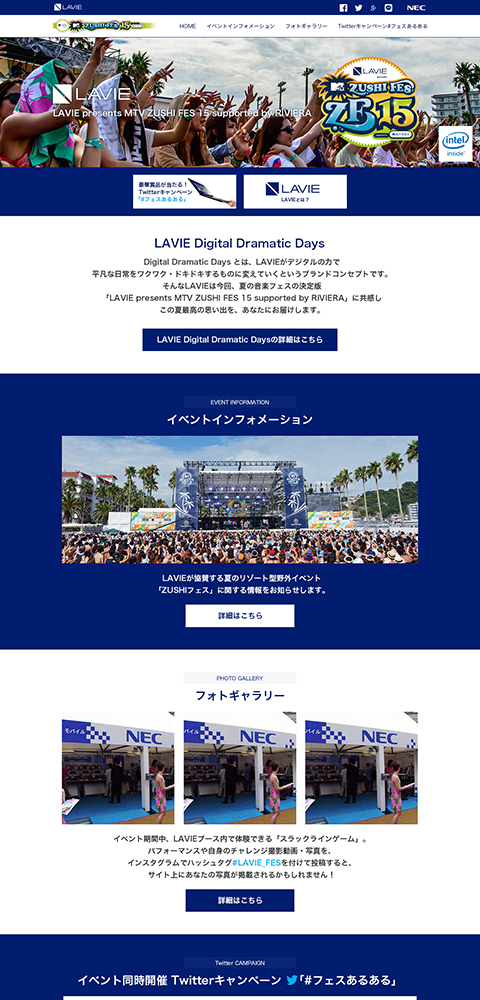 LAVIE
NEC
ZUSHI FES 15
HOME
イベントインフォメーション
フォトギャラリー
Twitterキャンペーン#フェスあるある
LAVIE
LAVIE presents MTV ZUSHI FES 15 supported by RIVIERA
LAVIE
MTV ZUSHI FES
ZF 15
intel
inside
豪華賞品が当たる！
Twitterキャンペーン
「#フェスあるある」
LAVIE
LAVIEとは？
LAVIE Digital Dramatic Days
Digital Dramatic Days とは、LAVIEがデジタルの力で
平凡な日常をワクワク・ドキドキするものに変えていくというブランドコンセプトです。
そんなLAVIEは今回、夏の音楽フェスの決定版
「LAVIE presents MTV ZUSHI FES 15 supported by RIVIERA」に共感し
この夏最高の思い出を、あなたにお届けします。
LAVIE Digital Dramatic Daysの詳細はこちら
EVENT INFORMATION
イベントインフォメーション
LAVIEが協賛する夏のリゾート型野外イベント
「ZUSHIフェス」に関する情報をお知らせします。
詳細はこちら
PHOTO GALLERY
フォトギャラリー
モバイル NEC
バイル NEC
バイル NEC
イベント期間中、LAVIEブース内で体験できる「スラックラインゲーム」。
パフォーマンスや自身のチャレンジ撮影動画・写真を、
インスタグラムでハッシュタグ#LAVIE_FESを付けて投稿すると、
サイト上にあなたの写真が掲載されるかもしれません！
詳細はこちら
Twitter CAMPAIGN
イベント同時開催 Twitterキャンペーン「#フェスあるある」